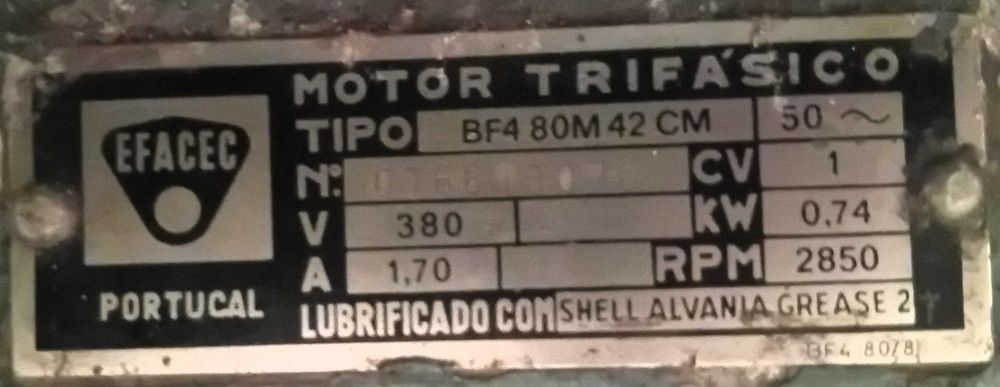 MOTOR TRIFÁSICO
EFACEC
PORTUGAL
TIPO BF4 80M 42 CM 50 ~
Nº: CV 1
V 380 KW 0,74
A 1,70 RPM 2850
LUBRIFICADO COM SHELL ALVANIA GREASE 2
BF4 80/8